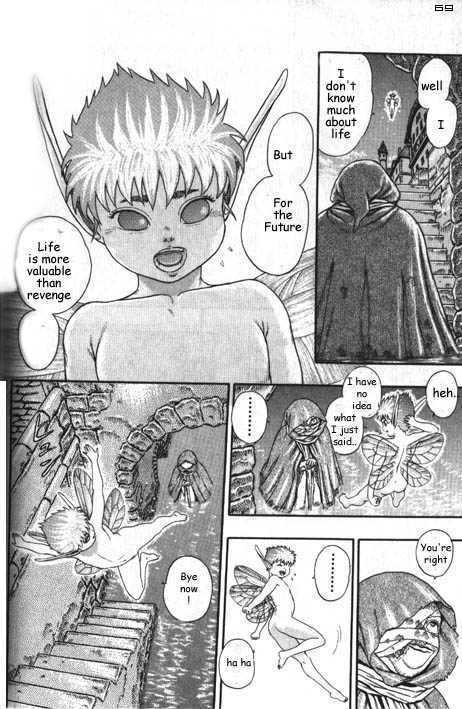 69
well
I
I
don't
know
much
about
life
But
For
the
Future
Life
is more
valuable
than
revenge
heh..
I have
no
idea
what
I just
said..
........
You're
right
......
ha ha
Bye
now
!